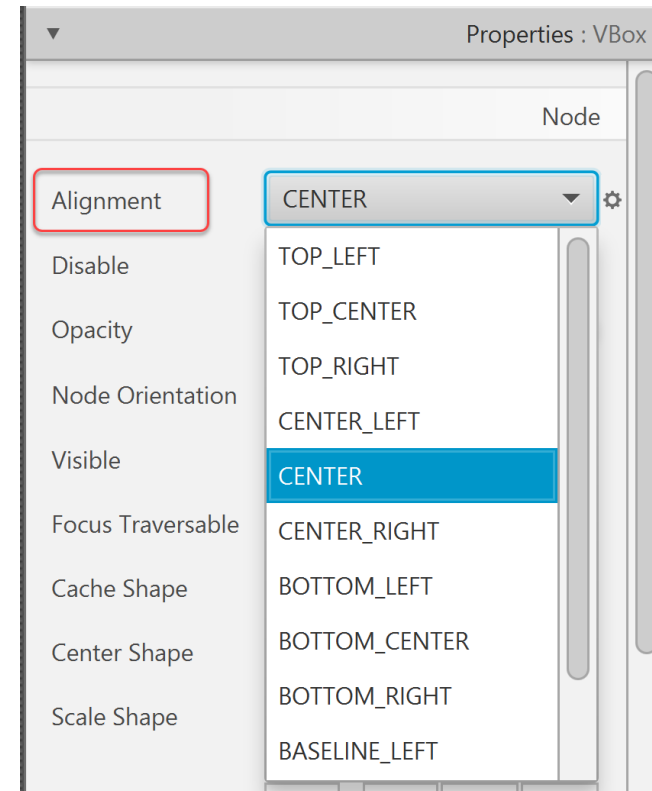 Properties : VBox
Node
Alignment
CENTER
TOP_LEFT
Disable
TOP_CENTER
Opacity
TOP_RIGHT
Node Orientation
CENTER_LEFT
Visible
CENTER
Focus Traversable
CENTER_RIGHT
Cache Shape
BOTTOM_LEFT
Center Shape
BOTTOM_CENTER
Scale Shape
BOTTOM_RIGHT
BASELINE_LEFT